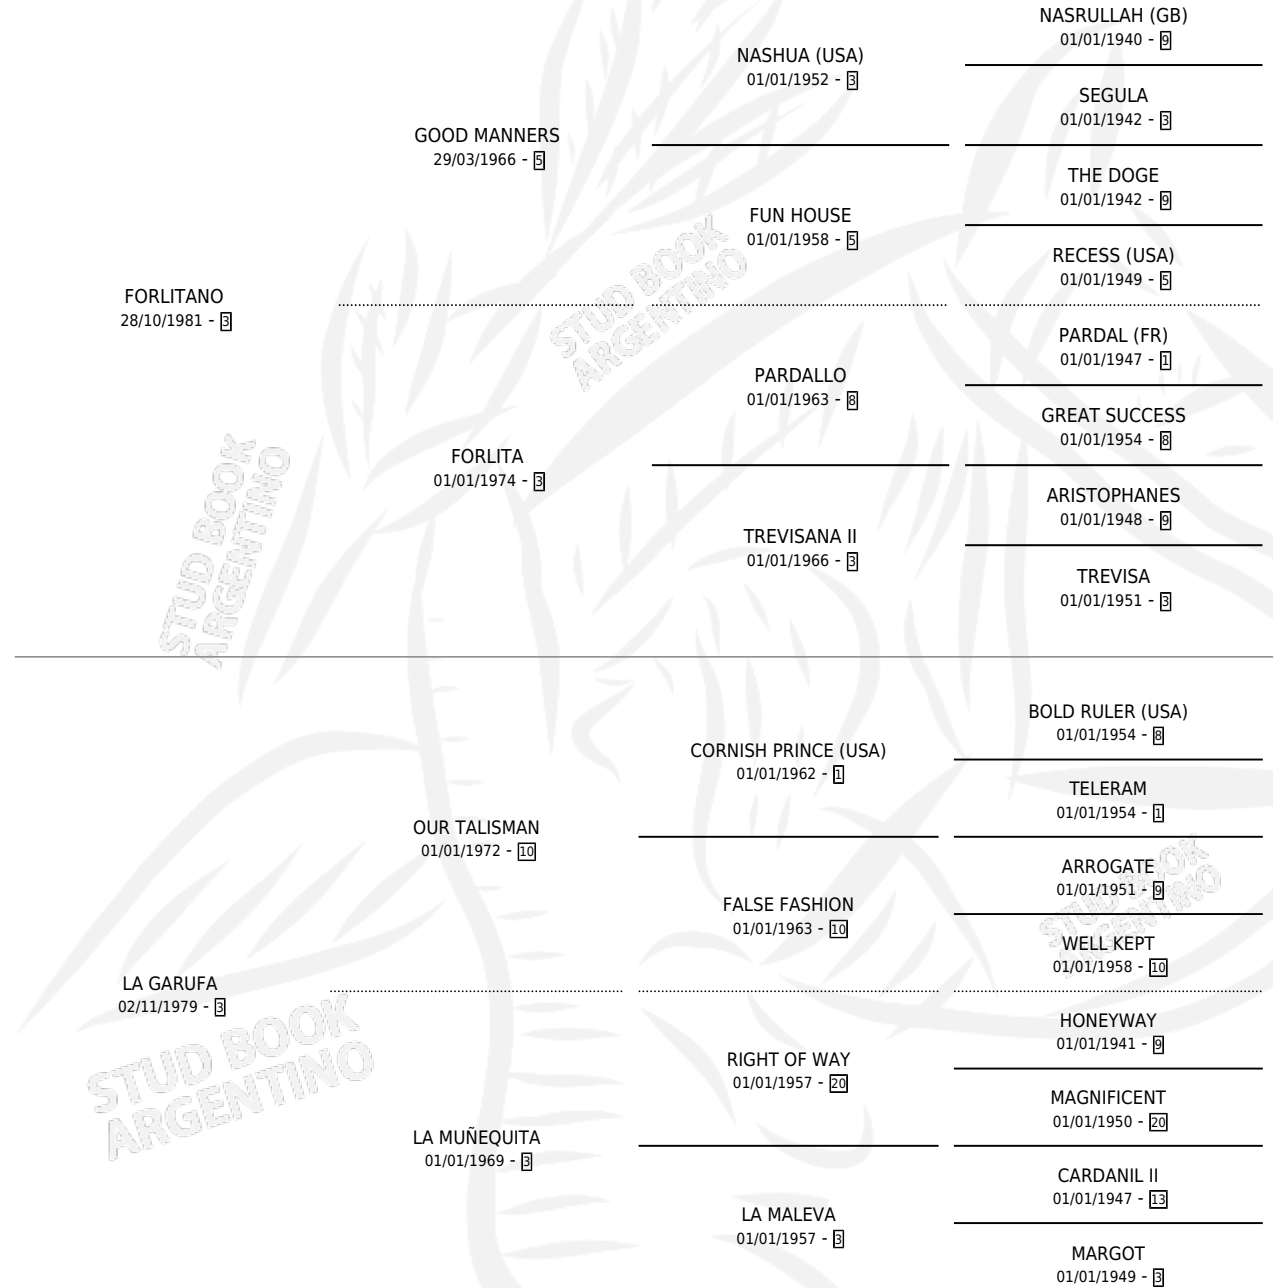 NASRULLAH (GB)
01/01/1940 - 9
NASHUA (USA)
01/01/1952 - 3
SEGULA
01/01/1942 - 3
GOOD MANNERS
29/03/1966 - 5
THE DOGE
01/01/1942 - 9
FUN HOUSE
01/01/1958 - 5
RECESS (USA)
01/01/1949 - 5
FORLITANO
28/10/1981 - 3
PARDAL (FR)
01/01/1947 - 1
PARDALLO
01/01/1963 - 8
GREAT SUCCESS
01/01/1954 - 8
FORLITA
01/01/1974 - 3
ARISTOPHANES
01/01/1948 - 9
TREVISANA II
01/01/1966 - 3
TREVISA
01/01/1951 - 3
BOLD RULER (USA)
01/01/1954 - 8
CORNISH PRINCE (USA)
01/01/1962 - 1
TELERAM
01/01/1954 - 1
OUR TALISMAN
01/01/1972 - 10
ARROGATE
01/01/1951 - 9
FALSE FASHION
01/01/1963 - 10
WELL KEPT
01/01/1958 - 10
LA GARUFA
02/11/1979 - 3
HONEYWAY
01/01/1941 - 9
RIGHT OF WAY
01/01/1957 - 20
MAGNIFICENT
01/01/1950 - 20
LA MUÑEQUITA
01/01/1969 - 3
CARDANIL II
01/01/1947 - 13
LA MALEVA
01/01/1957 - 3
MARGOT
01/01/1949 - 3
STUD BOOK
ARGENTINO
STUD BOOK
ARGENTINO
STUD BOOK
ARGENTINO
STUD BOOK
ARGENTINO